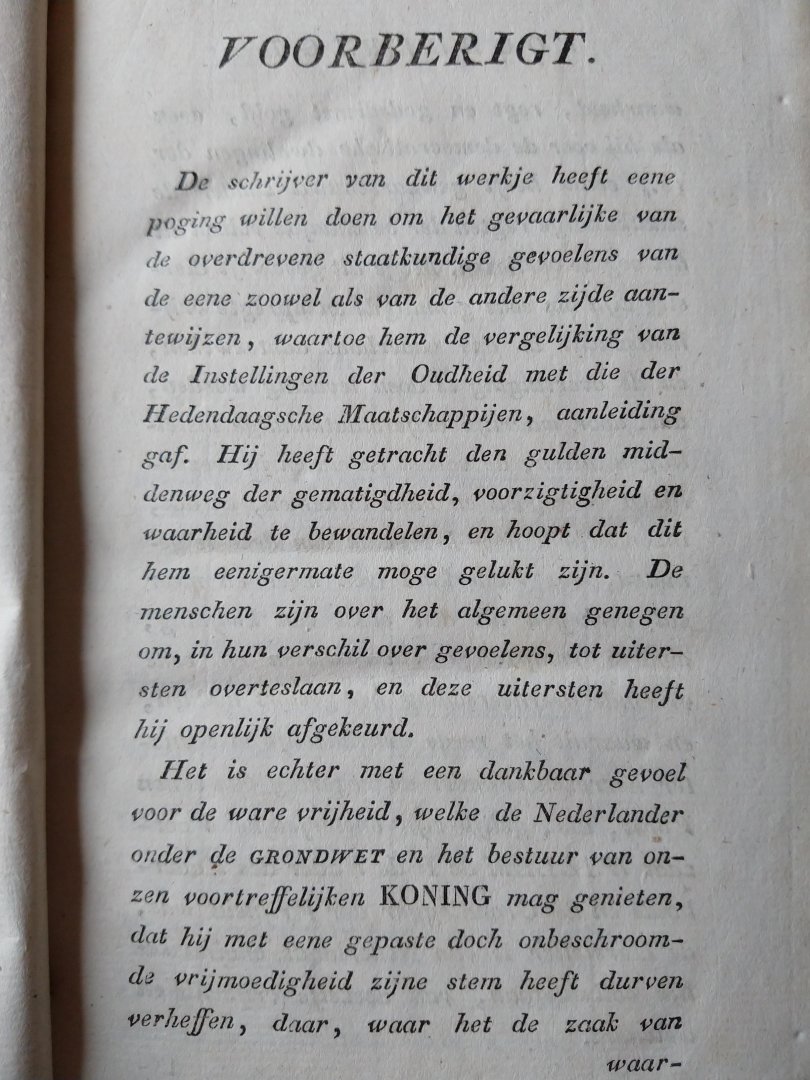 VOORBERIGT.
De schrijver van dit werkje heeft eene
poging willen doen om het gevaarlijke van
de overdrevene staatkundige gevoelens van
de eene zoowel als van de andere zijde aan-
tewijzen, waartoe hem de vergelijking van
de Instellingen der Oudheid met die der
Hedendaagsche Maatschappijen, aanleiding
gaf. Hij heeft getracht den gulden mid-
denweg der gematigdheid, voorzigtigheid en
waarheid te bewandelen, en hoopt dat dit
hem eenigermate moge gelukt zijn. De
menschen zijn over het algemeen genegen
om, in hun verschil over gevoelens, tot uiter-
sten overteslaan, en deze uitersten heeft
hij openlijk afgekeurd.
Het is echter met een dankbaar gevoel
voor de ware vrijheid, welke de Nederlander
onder de GRONDWET en het bestuur van on-
zen voortreffelijken KONING mag genieten,
dat hij met eene gepaste doch onbeschroom-
de vrijmoedigheid zijne stem heeft durven
verheffen, daar, waar het de zaak van
waar-